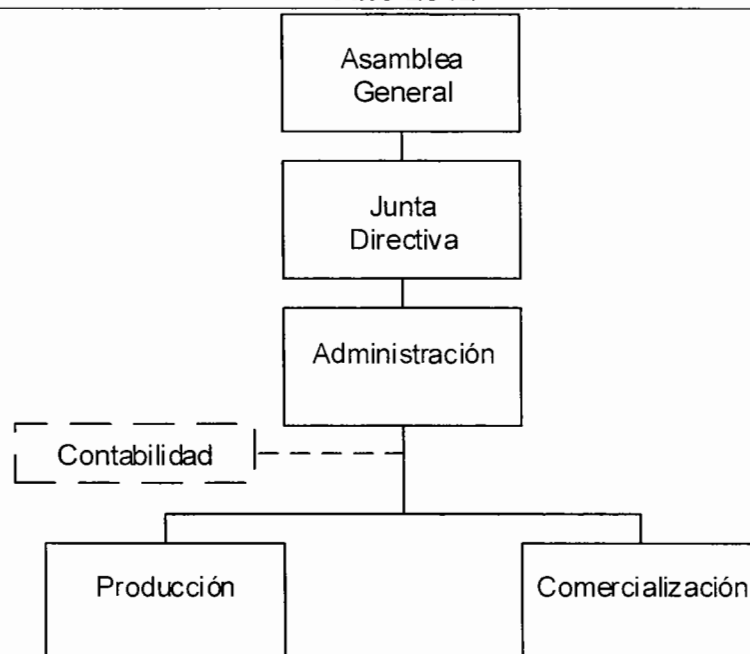 Asamblea
General
Junta
Directiva
Administración
Contabilidad
Producción
Comercialización